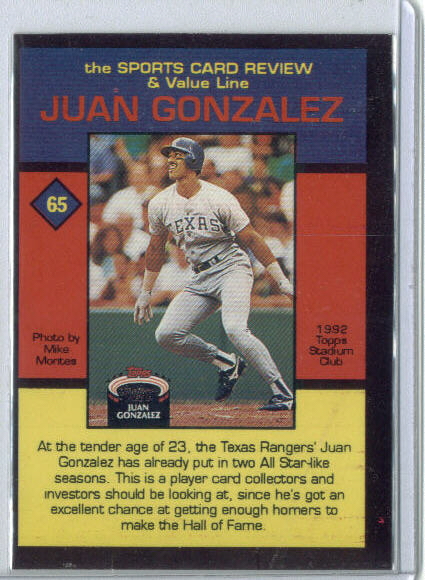 the SPORTS CARD REVIEW
& Value Line
JUAN GONZALEZ
65
TEXAS
Photo by
Mike
Montes
1992
Topps
Stadium
Club
Topps
JUAN
GONZALEZ
At the tender age of 23, the Texas Rangers' Juan
Gonzalez has already put in two All Star-like
seasons. This is a player card collectors and
investors should be looking at, since he's got an
excellent chance at getting enough homers to
make the Hall of Fame.